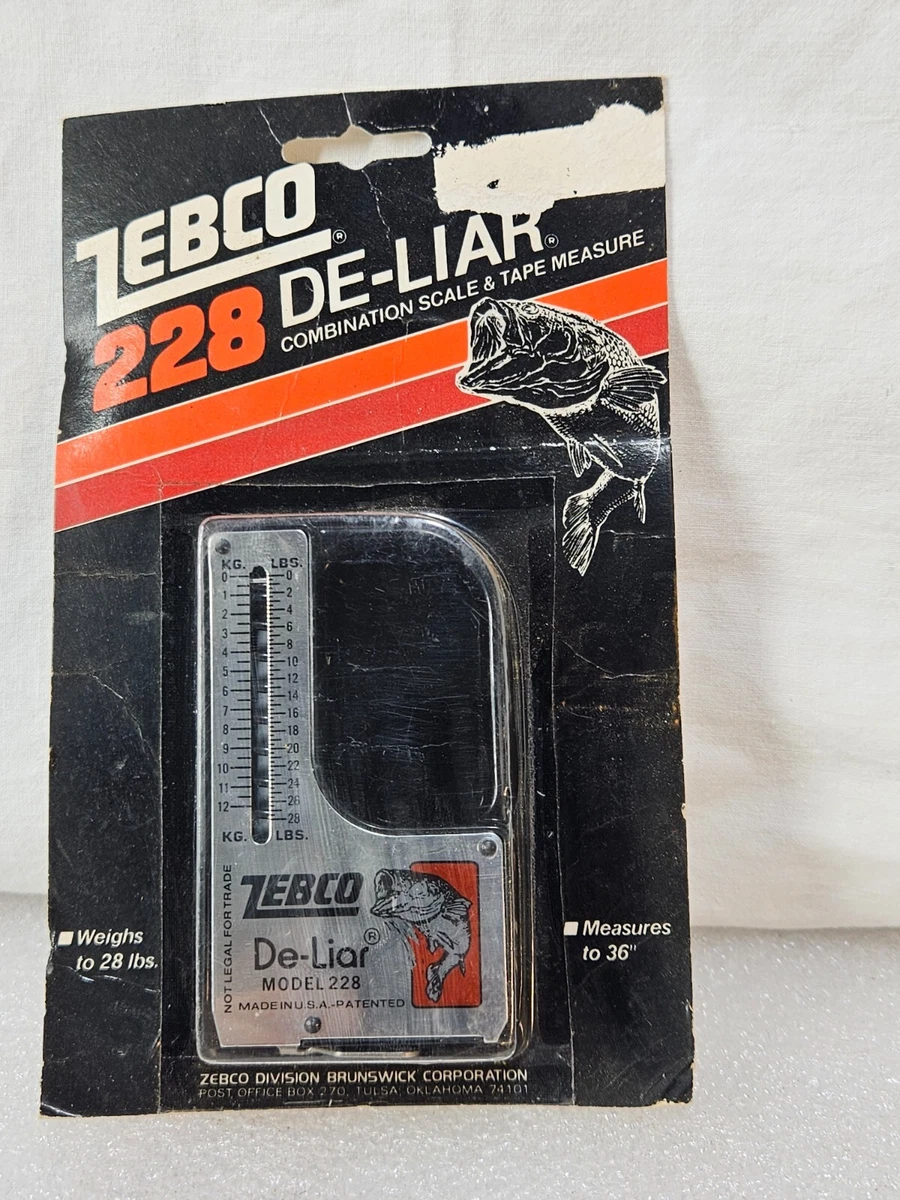 ZEBCO®
228 DE-LIAR®
COMBINATION SCALE & TAPE MEASURE
KG. LBS.
0 0
1 2
2 4
3 6
4 8
5 10
6 12
7 14
8 16
9 18
10 20
11 22
12 24
26
28
KG. LBS.
NOT LEGAL FOR TRADE
ZEBCO
De-Liar®
MODEL 228
MADE IN U.S.A.-PATENTED
Weighs
to 28 lbs.
Measures
to 36"
ZEBCO DIVISION BRUNSWICK CORPORATION
POST OFFICE BOX 270, TULSA, OKLAHOMA 74101